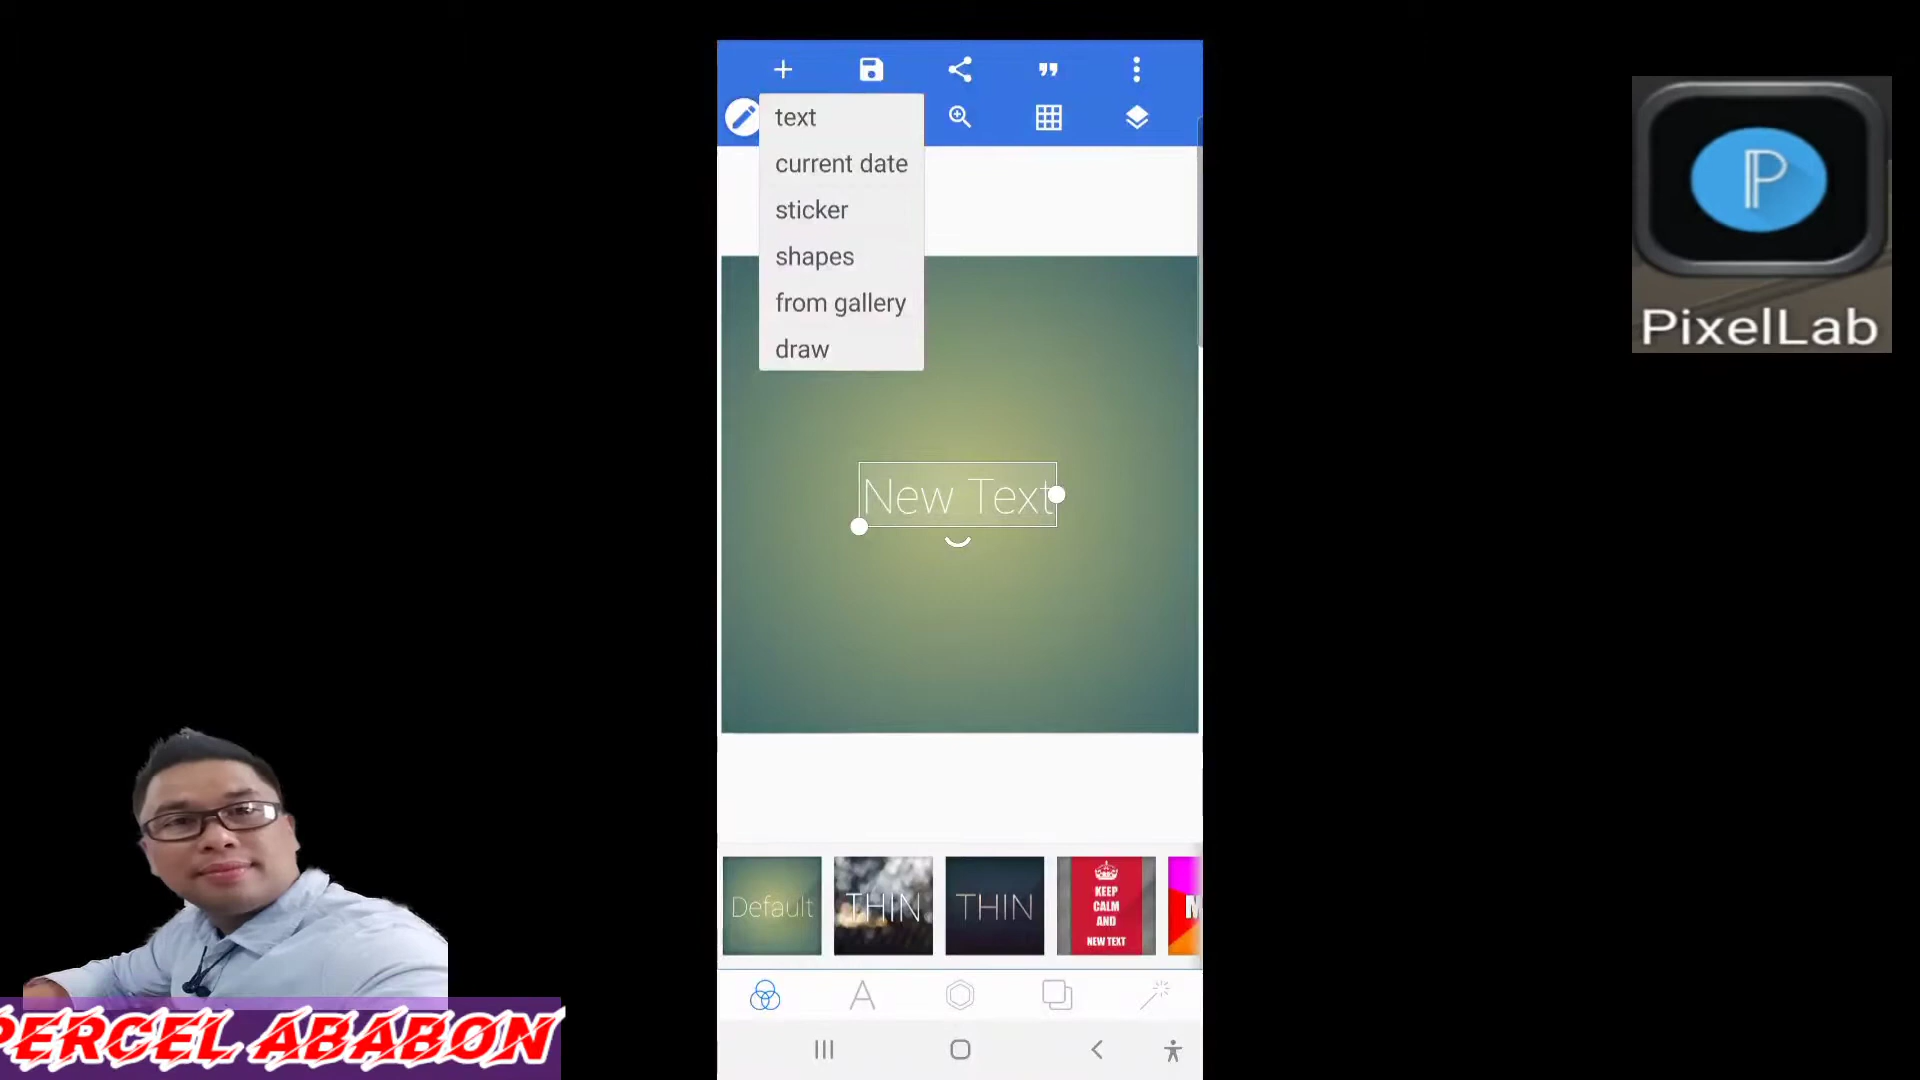 text
current date
sticker
shapes
from gallery
draw
New Text
Default
THIN
THIN
KEEP
CALM
AND
NEW TEXT
M
PixelLab
PERCEL ABABON